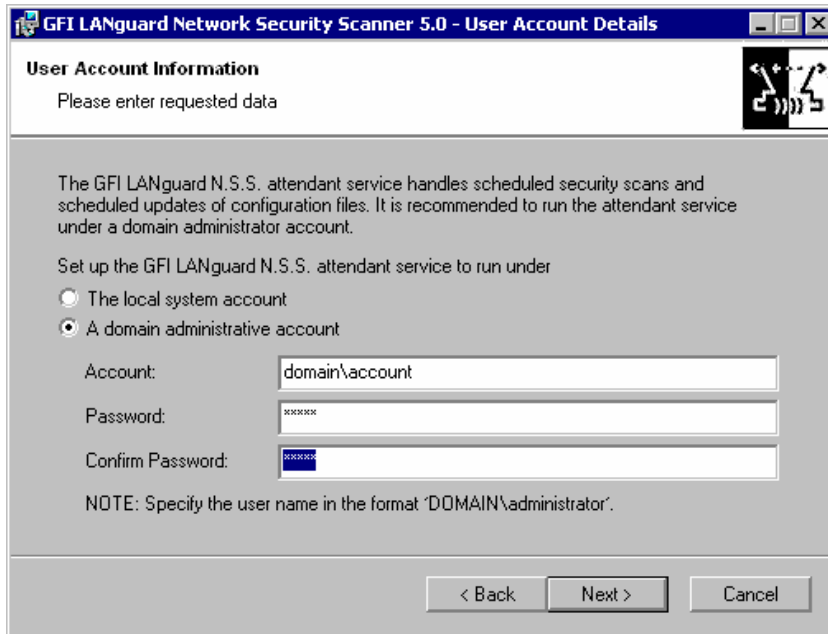 GFI LANguard Network Security Scanner 5.0 - User Account Details
User Account Information
Please enter requested data
The GFI LANguard N.S.S. attendant service handles scheduled security scans and
scheduled updates of configuration files. It is recommended to run the attendant service
under a domain administrator account.
Set up the GFI LANguard N.S.S. attendant service to run under
The local system account
A domain administrative account
Account: domain\account
Password: *****
Confirm Password: *****
NOTE: Specify the user name in the format ´DOMAIN\administrator´.
< Back Next > Cancel